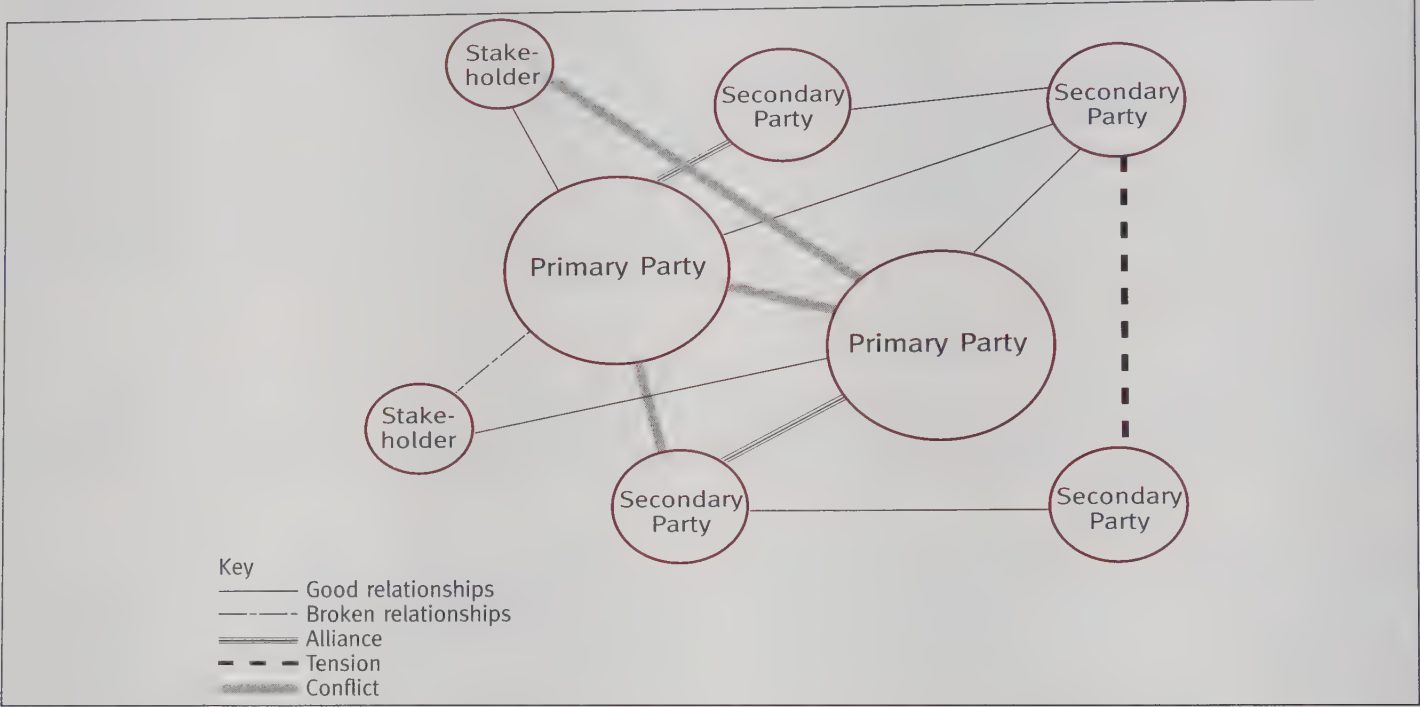 Stake-
holder
Secondary
Party
Secondary
Party
Primary Party
Primary Party
Stake-
holder
Secondary
Party
Secondary
Party
Key
Good relationships
Broken relationships
Alliance
Tension
Conflict